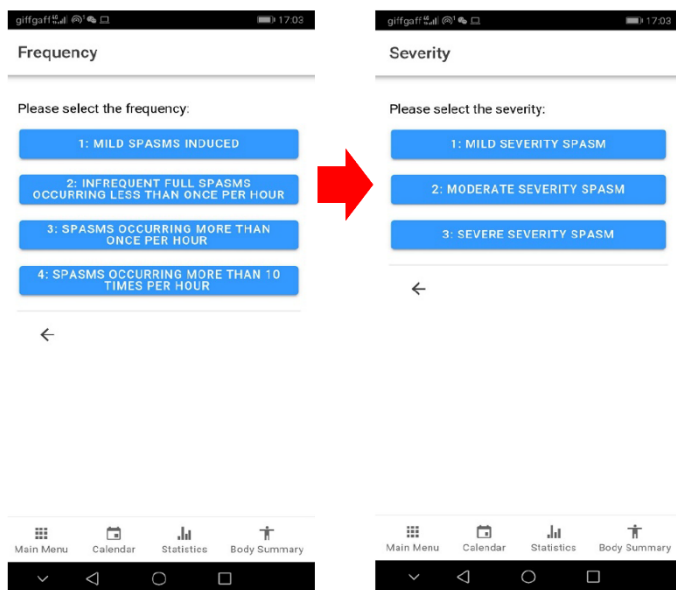 giffgaff 17:03
Frequency
Please select the frequency:
1: MILD SPASMS INDUCED
2: INFREQUENT FULL SPASMS
OCCURRING LESS THAN ONCE PER HOUR
3: SPASMS OCCURRING MORE THAN
ONCE PER HOUR
4: SPASMS OCCURRING MORE THAN 10
TIMES PER HOUR
Main Menu Calendar Statistics Body Summary
giffgaff 17:03
Severity
Please select the severity:
1: MILD SEVERITY SPASM
2: MODERATE SEVERITY SPASM
3: SEVERE SEVERITY SPASM
Main Menu Calendar Statistics Body Summary